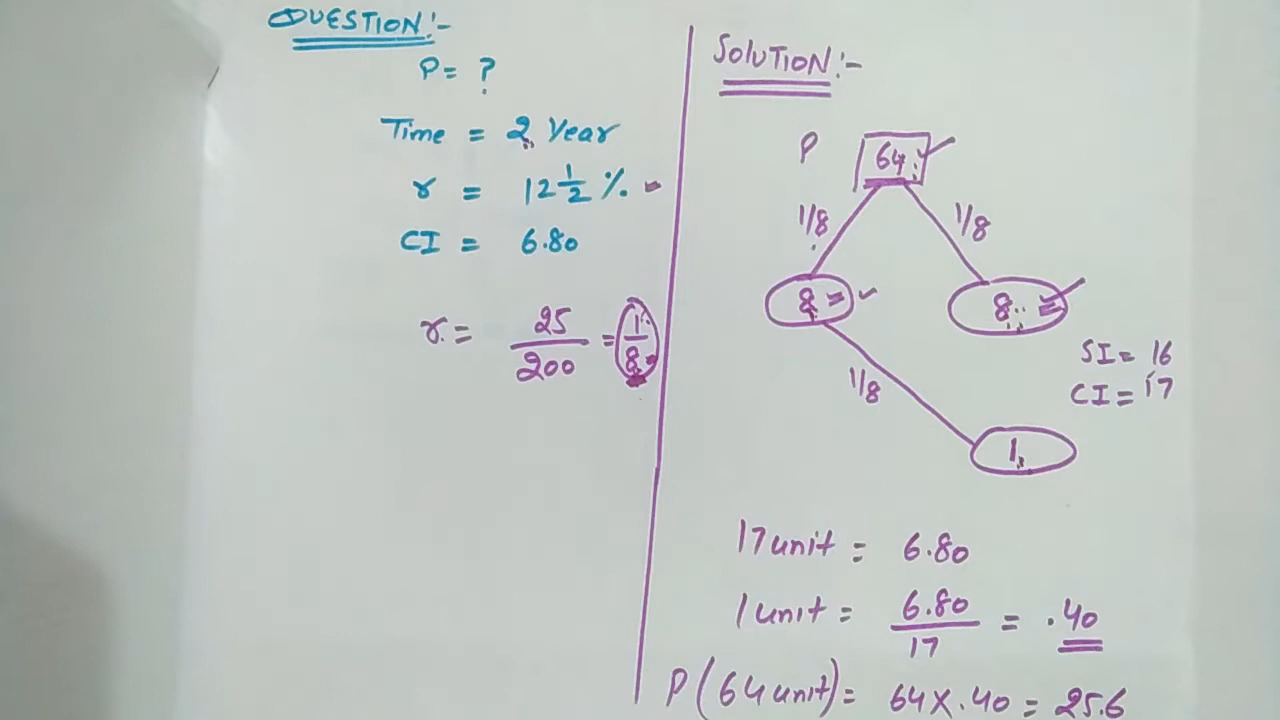 QUESTION:-
P = ?
Time = 2 Year
r = 12 1/2 %
CI = 6.80
r = 25/200 = 1/8
SOLUTION:-
P 64
1/8 1/8
8 8
SI = 16
CI = 17
1/8
1
17 unit = 6.80
1 unit = 6.80/17 = .40
P (64 unit) = 64 X .40 = 25.6